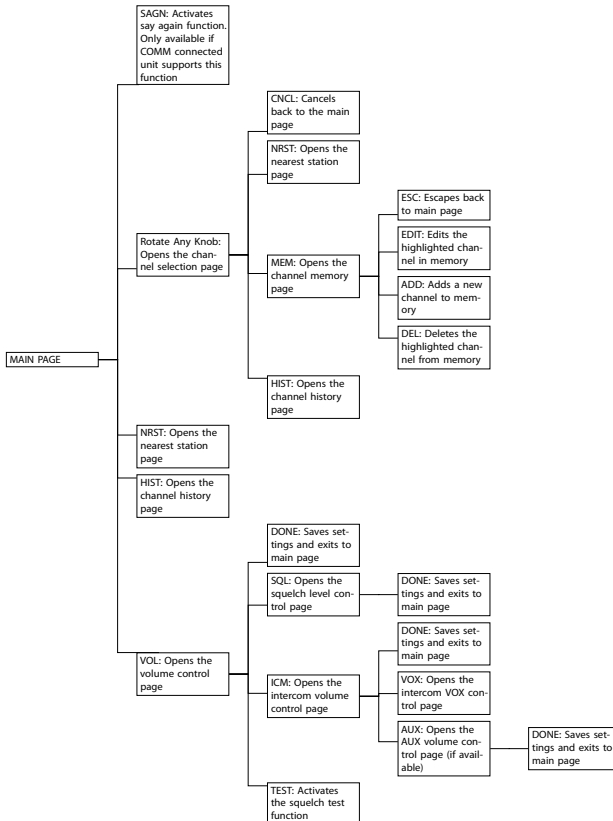 SAGN: Activates
say again function.
Only available if
COMM connected
unit supports this
function
CNCL: Cancels
back to the main
page
NRST: Opens the
nearest station
page
ESC: Escapes back
to main page
Rotate Any Knob:
Opens the chan-
nel selection page
MEM: Opens the
channel memory
page
EDIT: Edits the
highlighted chan-
nel in memory
ADD: Adds a new
channel to mem-
ory
DEL: Deletes the
highlighted chan-
nel from memory
MAIN PAGE
HIST: Opens the
channel history
page
NRST: Opens the
nearest station
page
HIST: Opens the
channel history
page
DONE: Saves set-
tings and exits to
main page
SQL: Opens the
squelch level con-
trol page
DONE: Saves set-
tings and exits to
main page
VOL: Opens the
volume control
page
ICM: Opens the
intercom volume
control page
DONE: Saves set-
tings and exits to
main page
VOX: Opens the
intercom VOX con-
trol page
AUX: Opens the
AUX volume con-
trol page (if avail-
able)
DONE: Saves set-
tings and exits to
main page
TEST: Activates
the squelch test
function